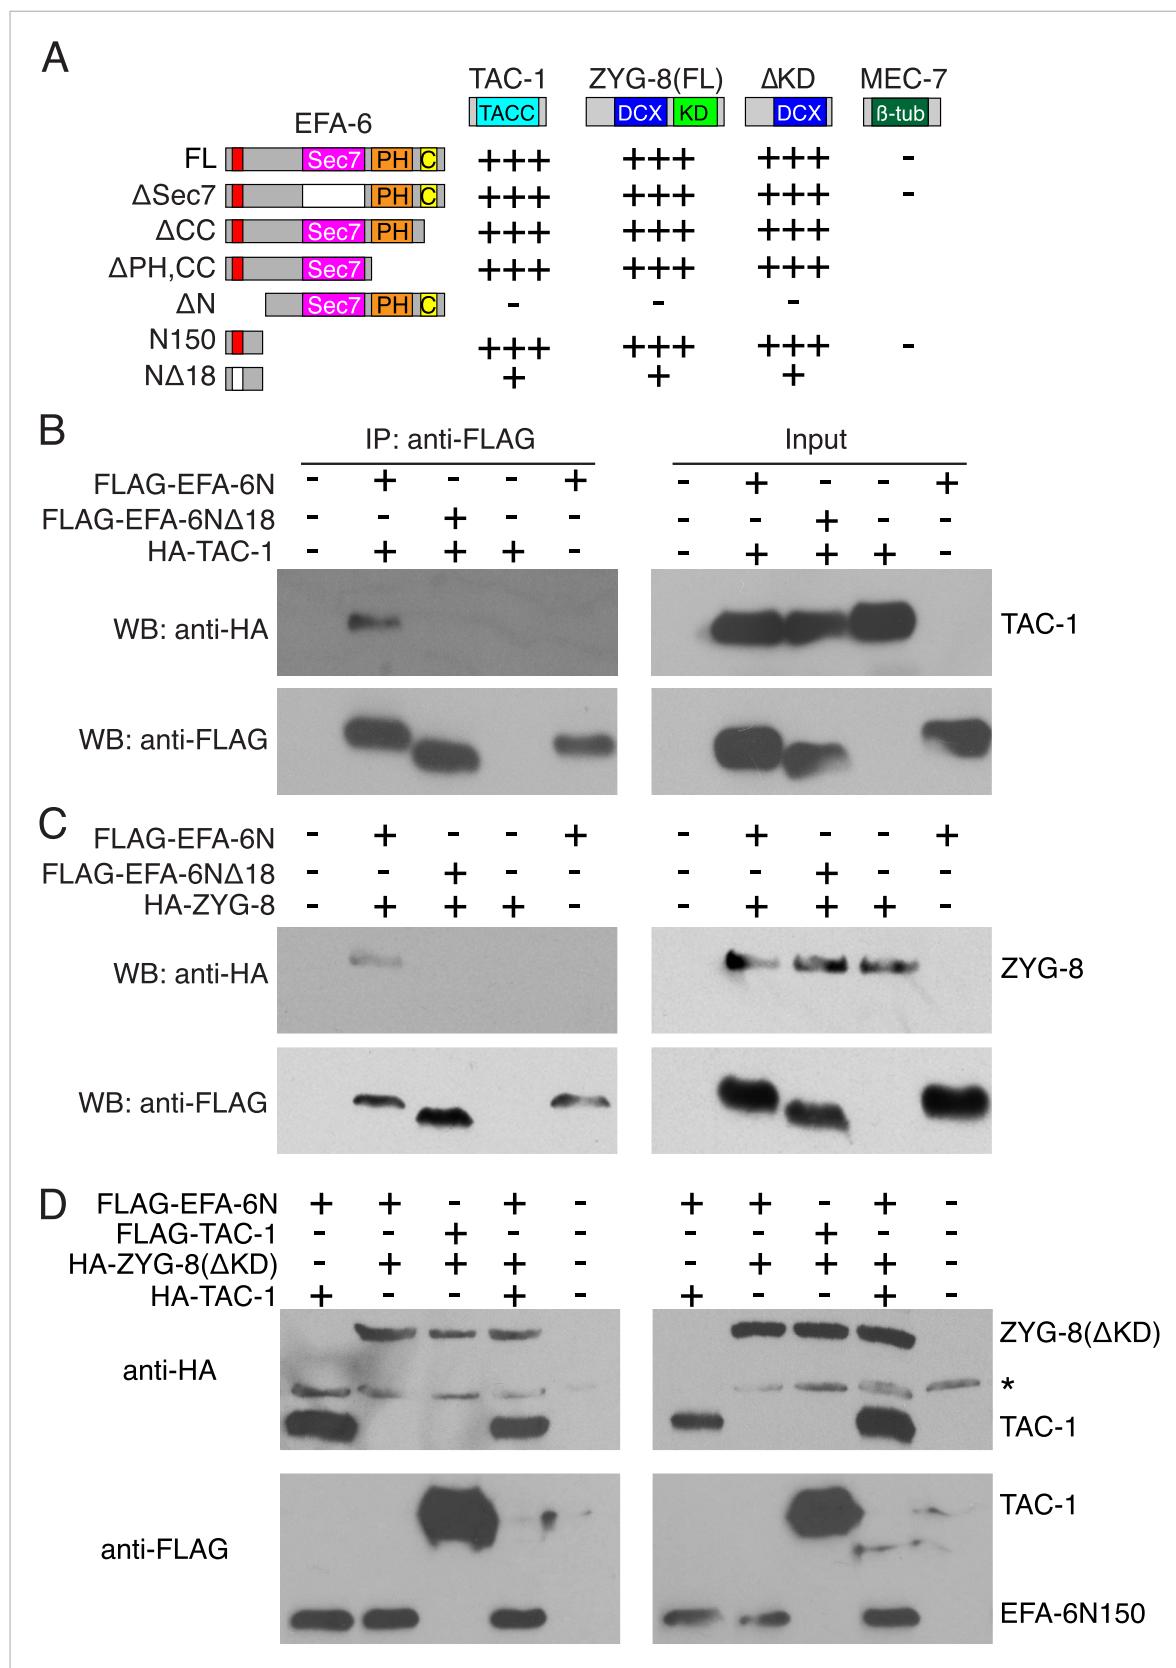 A
TAC-1 ZYG-8(FL) ΔKD MEC-7
TACC DCX KD DCX ß-tub
EFA-6
FL Sec7 PH C +++ +++ +++ -
ΔSec7 PH C +++ +++ +++ -
ΔCC Sec7 PH +++ +++ +++
ΔPH,CC Sec7 +++ +++ +++
ΔN Sec7 PH C - - -
N150 +++ +++ +++ -
NΔ18 + + +
B
IP: anti-FLAG Input
FLAG-EFA-6N - + - - + - + - - +
FLAG-EFA-6NΔ18 - - + - - - - + - -
HA-TAC-1 - + + + - - + + + -
WB: anti-HA TAC-1
WB: anti-FLAG
C
FLAG-EFA-6N - + - - + - + - - +
FLAG-EFA-6NΔ18 - - + - - - - + - -
HA-ZYG-8 - + + + - - + + + -
WB: anti-HA ZYG-8
WB: anti-FLAG
D
FLAG-EFA-6N + + - + - + + - + -
FLAG-TAC-1 - - + - - - - + - -
HA-ZYG-8(ΔKD) - + + + - - + + + -
HA-TAC-1 + - - + - + - - + -
ZYG-8(ΔKD)
anti-HA *
TAC-1
TAC-1
anti-FLAG
EFA-6N150